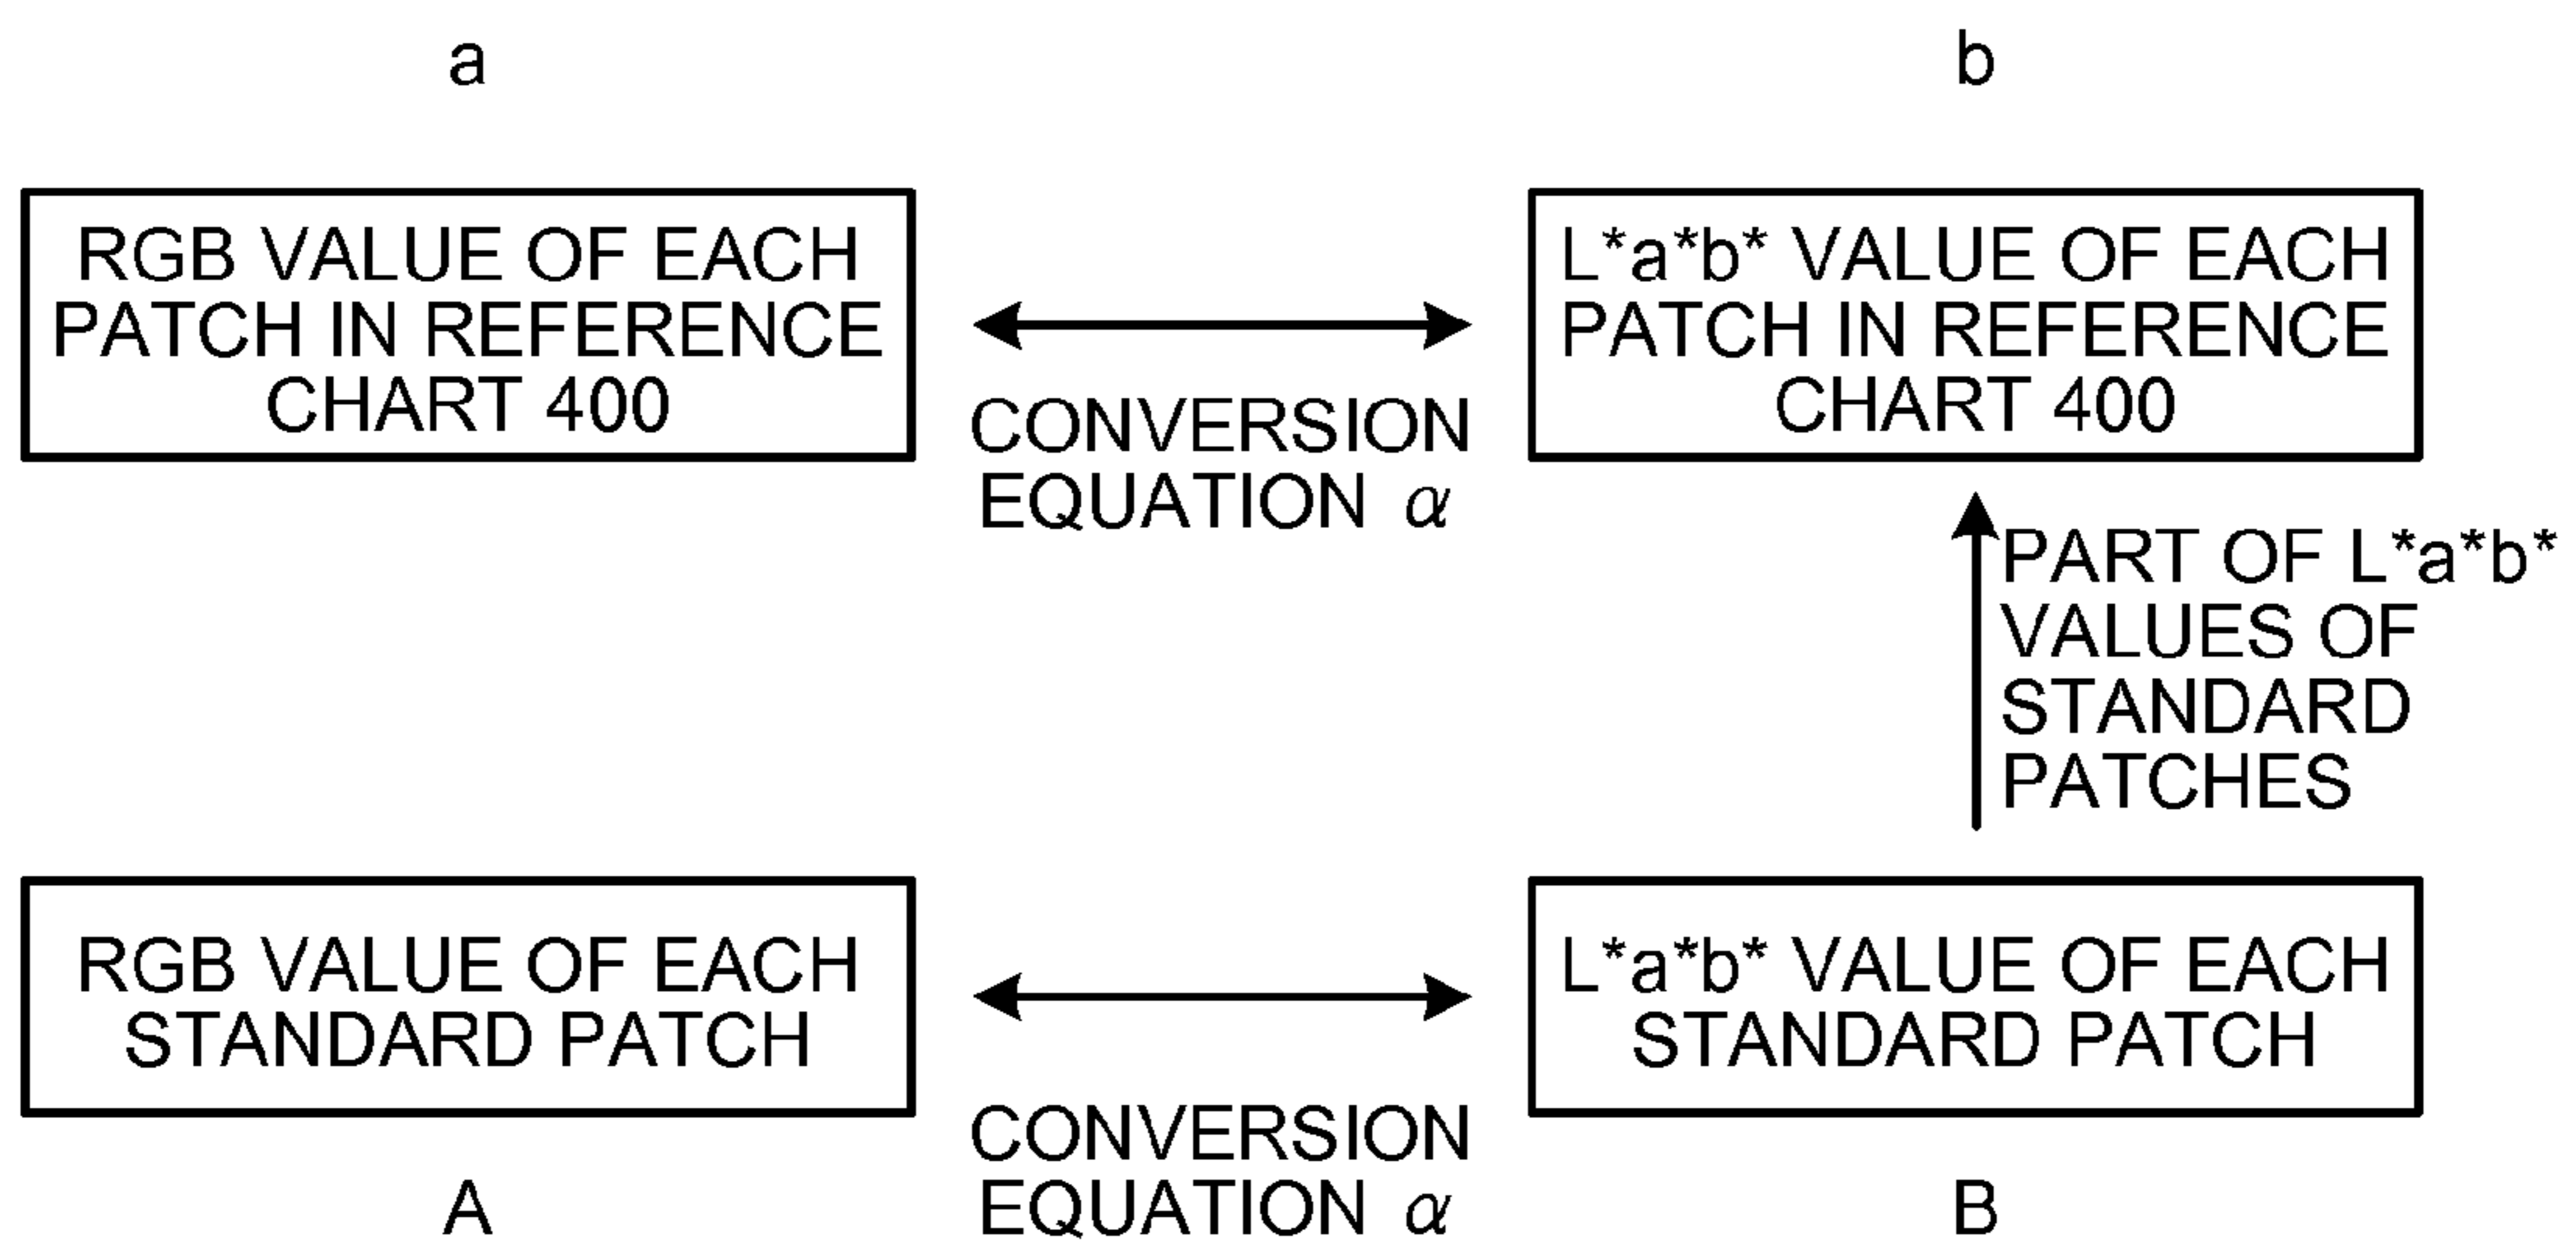 a
b
RGB VALUE OF EACH
PATCH IN REFERENCE
CHART 400
CONVERSION
EQUATION α
L*a*b* VALUE OF EACH
PATCH IN REFERENCE
CHART 400
PART OF L*a*b*
VALUES OF
STANDARD
PATCHES
RGB VALUE OF EACH
STANDARD PATCH
CONVERSION
EQUATION α
L*a*b* VALUE OF EACH
STANDARD PATCH
A
B